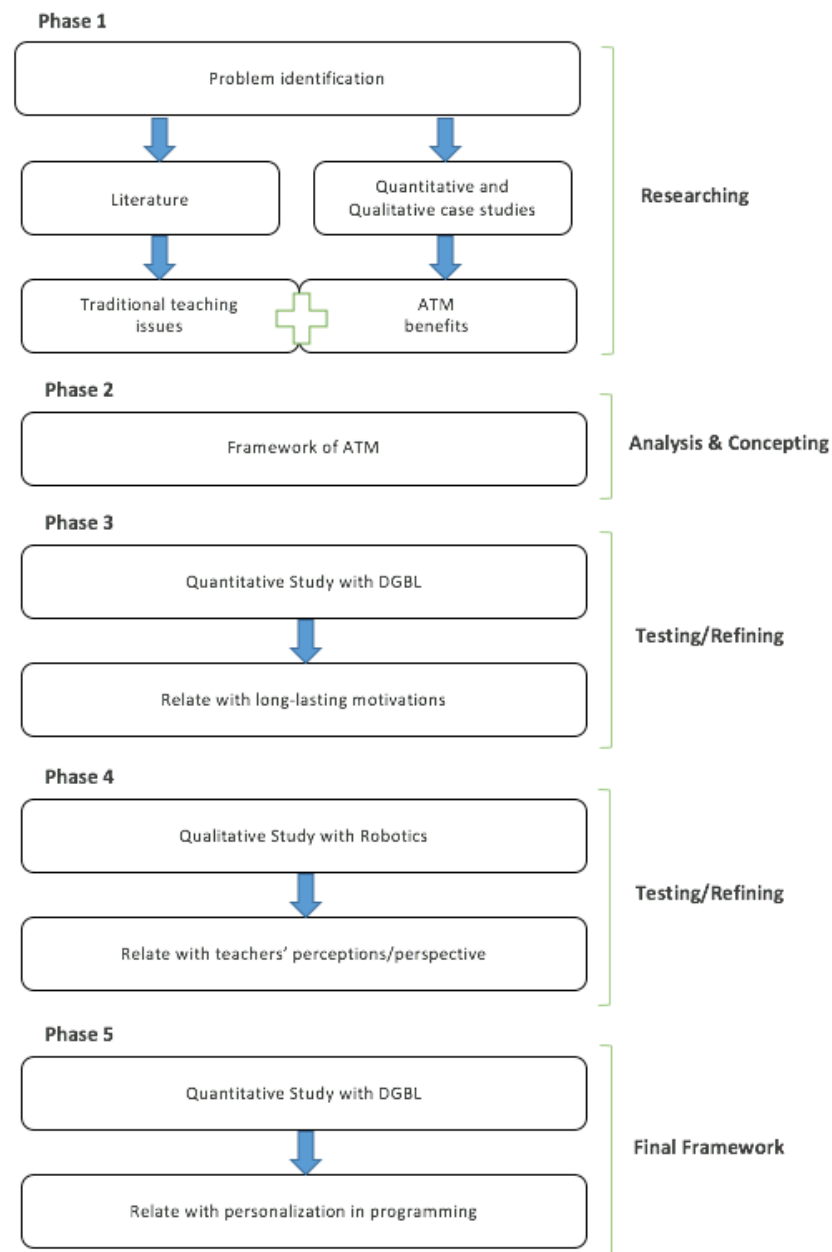 Phase 1
Problem identification
Literature
Quantitative and
Qualitative case studies
Researching
Traditional teaching
issues
ATM
benefits
Phase 2
Framework of ATM
Analysis & Concepting
Phase 3
Quantitative Study with DGBL
Testing/Refining
Relate with long-lasting motivations
Phase 4
Qualitative Study with Robotics
Testing/Refining
Relate with teachers’ perceptions/perspective
Phase 5
Quantitative Study with DGBL
Final Framework
Relate with personalization in programming